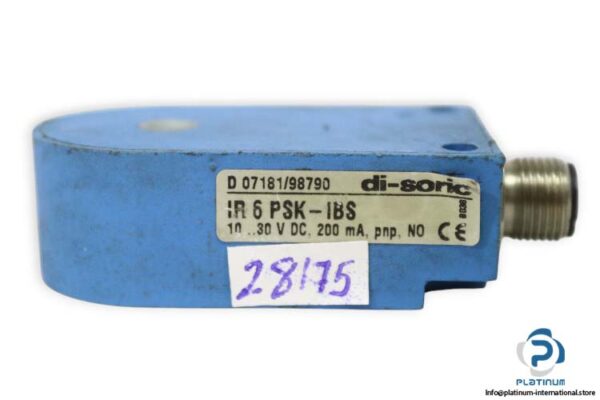 D 07181/98790 di-soric
IR 6 PSK-IBS
10 ..30 V DC, 200 mA, pnp, NO CE
28175
PLATINUM
Info@platinum-international.store